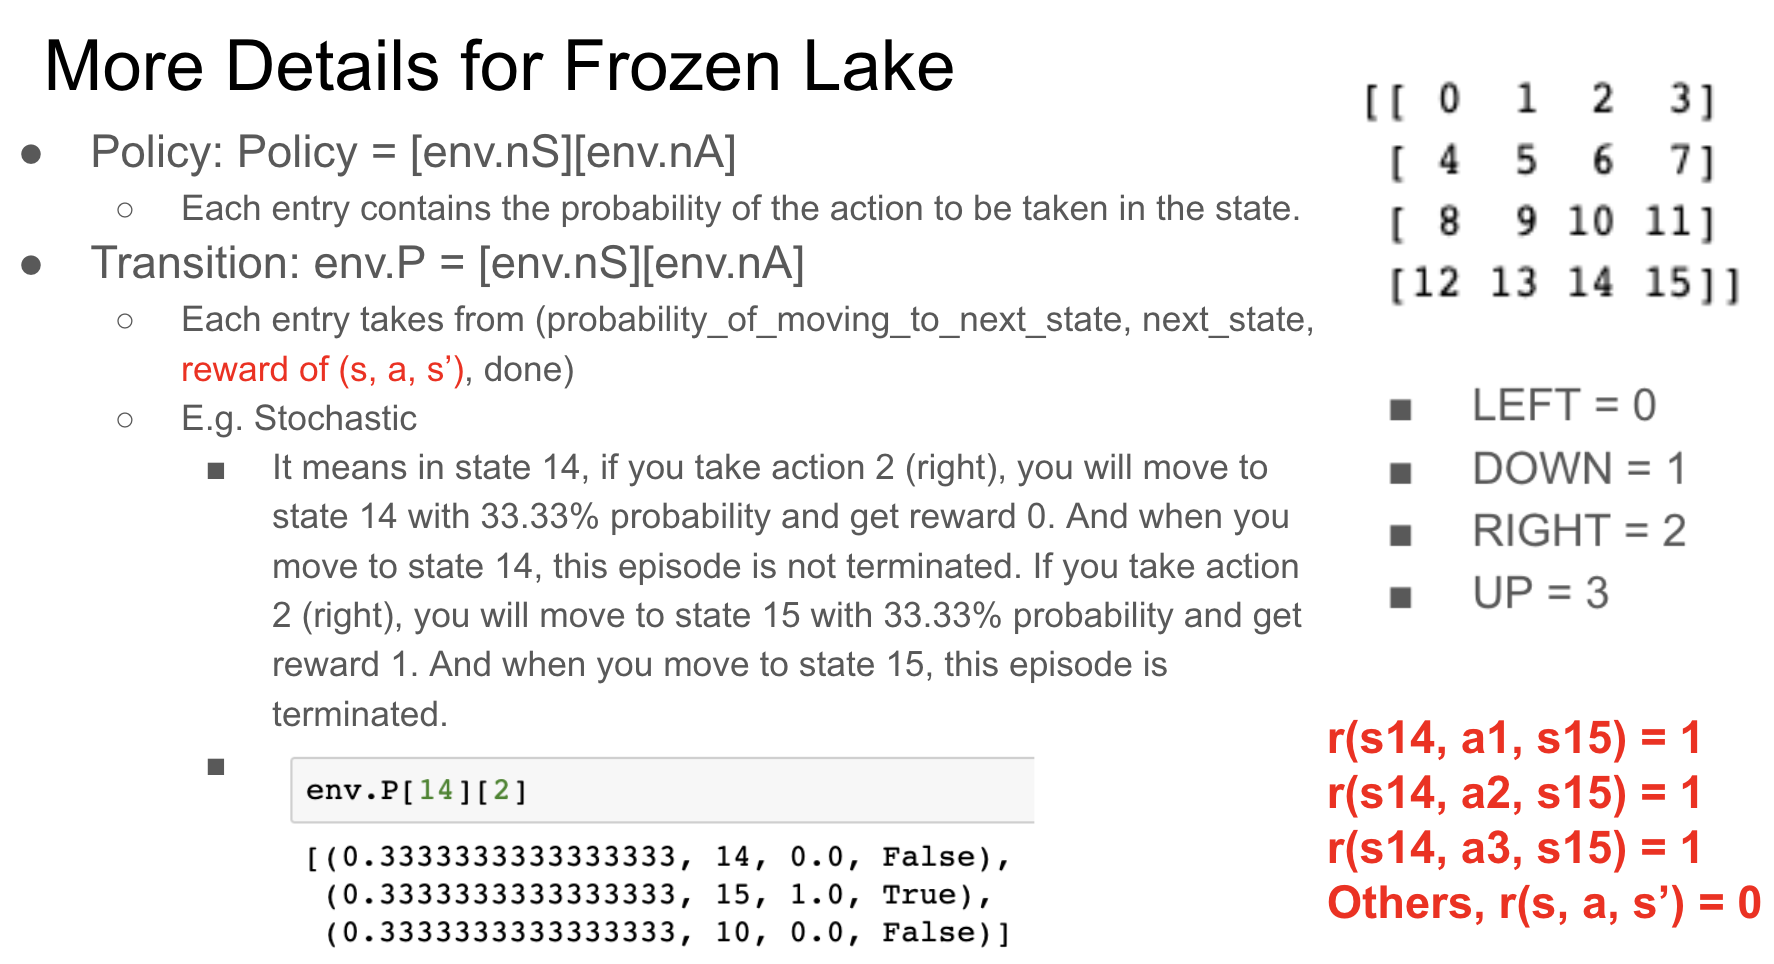 More Details for Frozen Lake
● Policy: Policy = [env.nS][env.nA]
○ Each entry contains the probability of the action to be taken in the state.
● Transition: env.P = [env.nS][env.nA]
○ Each entry takes from (probability_of_moving_to_next_state, next_state,
reward of (s, a, s’), done)
○ E.g. Stochastic
■ It means in state 14, if you take action 2 (right), you will move to
state 14 with 33.33% probability and get reward 0. And when you
move to state 14, this episode is not terminated. If you take action
2 (right), you will move to state 15 with 33.33% probability and get
reward 1. And when you move to state 15, this episode is
terminated.
■ env.P[14][2]
[(0.3333333333333333, 14, 0.0, False),
(0.3333333333333333, 15, 1.0, True),
(0.3333333333333333, 10, 0.0, False)]
[[ 0 1 2 3]
[ 4 5 6 7]
[ 8 9 10 11]
[12 13 14 15]]
■ LEFT = 0
■ DOWN = 1
■ RIGHT = 2
■ UP = 3
r(s14, a1, s15) = 1
r(s14, a2, s15) = 1
r(s14, a3, s15) = 1
Others, r(s, a, s’) = 0